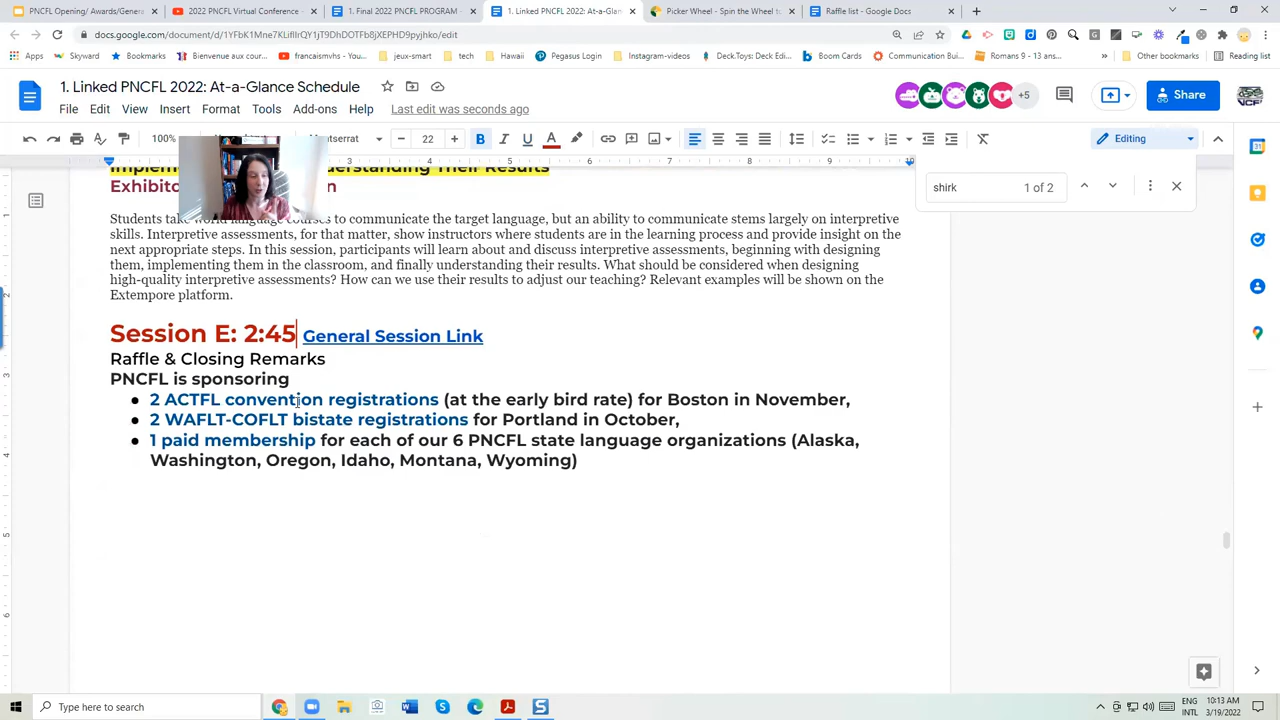 PNCFL Program / Awards/Genera
2022 PNCFL Virtual Conference -
1. Final 2022 PNCFL PROGRAM -
1. Linked PNCFL 2022: At-a-Glan
Picker Wheel - Spin the Wheel to
Raffle list - Google Docs
docs.google.com/document/d/1YFbK1Mne7KLifIIrQY1jT9DhDOTFb8jXEPHD9pyjhko/edit
Apps
Skyward
Bookmarks
Bienvenue aux cour...
francaismvhs - Yout...
jeux-smart
tech
Hawaii
Pegasus Login
Instagram-videos
Deck.Toys: Deck Edi...
Boom Cards
Communication Bui...
Romans 9 - 13 ans...
Other bookmarks
Reading list
1. Linked PNCFL 2022: At-a-Glance Schedule
File Edit View Insert Format Tools Add-ons Help Last edit was seconds ago
+5
Share
100%
Montserrat
22
Editing
shirk
1 of 2
Understanding Their Results
Students take world language courses to communicate the target language, but an ability to communicate stems largely on interpretive
skills. Interpretive assessments, for that matter, show instructors where students are in the learning process and provide insight on the
next appropriate steps. In this session, participants will learn about and discuss interpretive assessments, beginning with designing
them, implementing them in the classroom, and finally understanding their results. What should be considered when designing
high-quality interpretive assessments? How can we use their results to adjust our teaching? Relevant examples will be shown on the
Extempore platform.
Session E: 2:45 General Session Link
Raffle & Closing Remarks
PNCFL is sponsoring
● 2 ACTFL convention registrations (at the early bird rate) for Boston in November,
● 2 WAFLT-COFLT bistate registrations for Portland in October,
● 1 paid membership for each of our 6 PNCFL state language organizations (Alaska,
Washington, Oregon, Idaho, Montana, Wyoming)
Type here to search
ENG
INTL
10:13 AM
3/19/2022